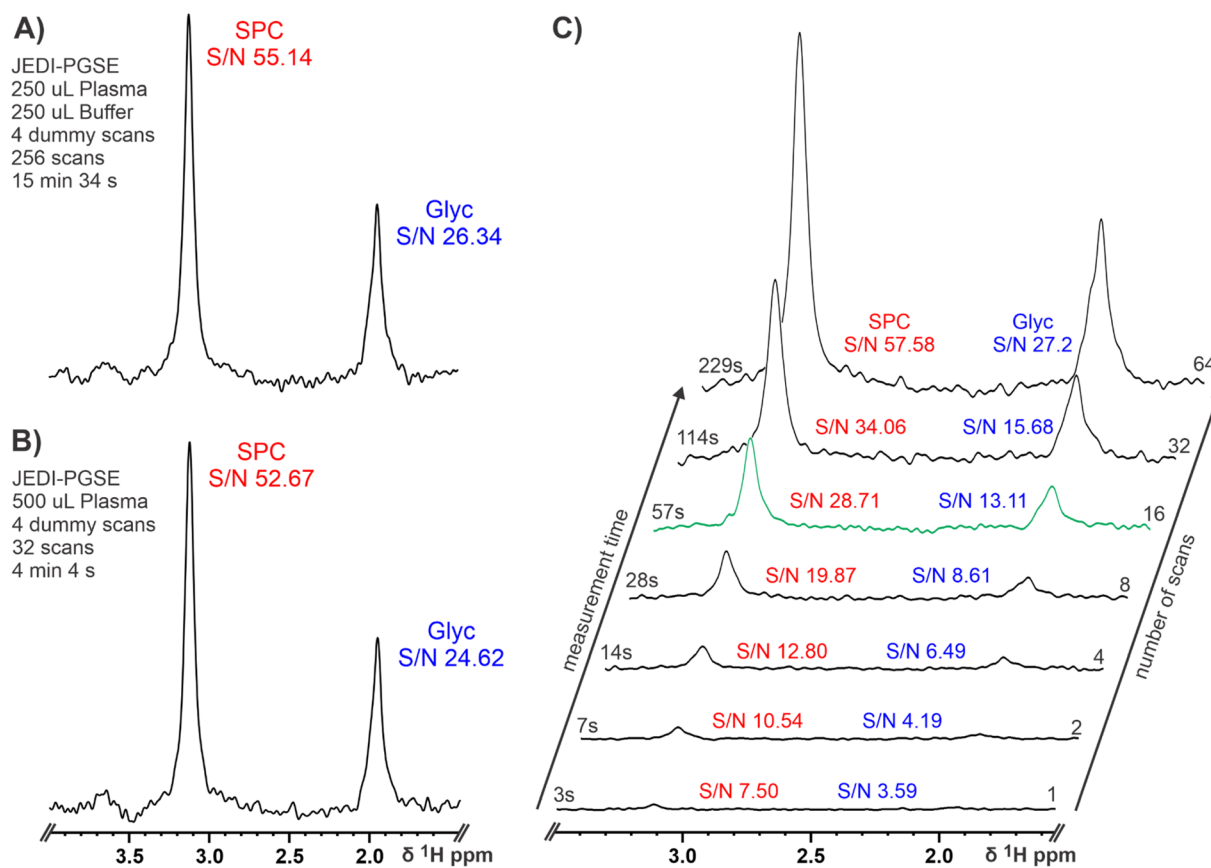 A)
SPC
S/N 55.14
JEDI-PGSE
250 uL Plasma
250 uL Buffer
4 dummy scans
256 scans
15 min 34 s
Glyc
S/N 26.34
B)
SPC
S/N 52.67
JEDI-PGSE
500 uL Plasma
4 dummy scans
32 scans
4 min 4 s
Glyc
S/N 24.62
3.5 3.0 2.5 2.0 δ ¹H ppm
C)
SPC Glyc
229s S/N 57.58 S/N 27.2 64
114s S/N 34.06 S/N 15.68 32
57s S/N 28.71 S/N 13.11 16
28s S/N 19.87 S/N 8.61 8
14s S/N 12.80 S/N 6.49 4
7s S/N 10.54 S/N 4.19 2
3s S/N 7.50 S/N 3.59 1
measurement time
number of scans
3.0 2.0 δ ¹H ppm